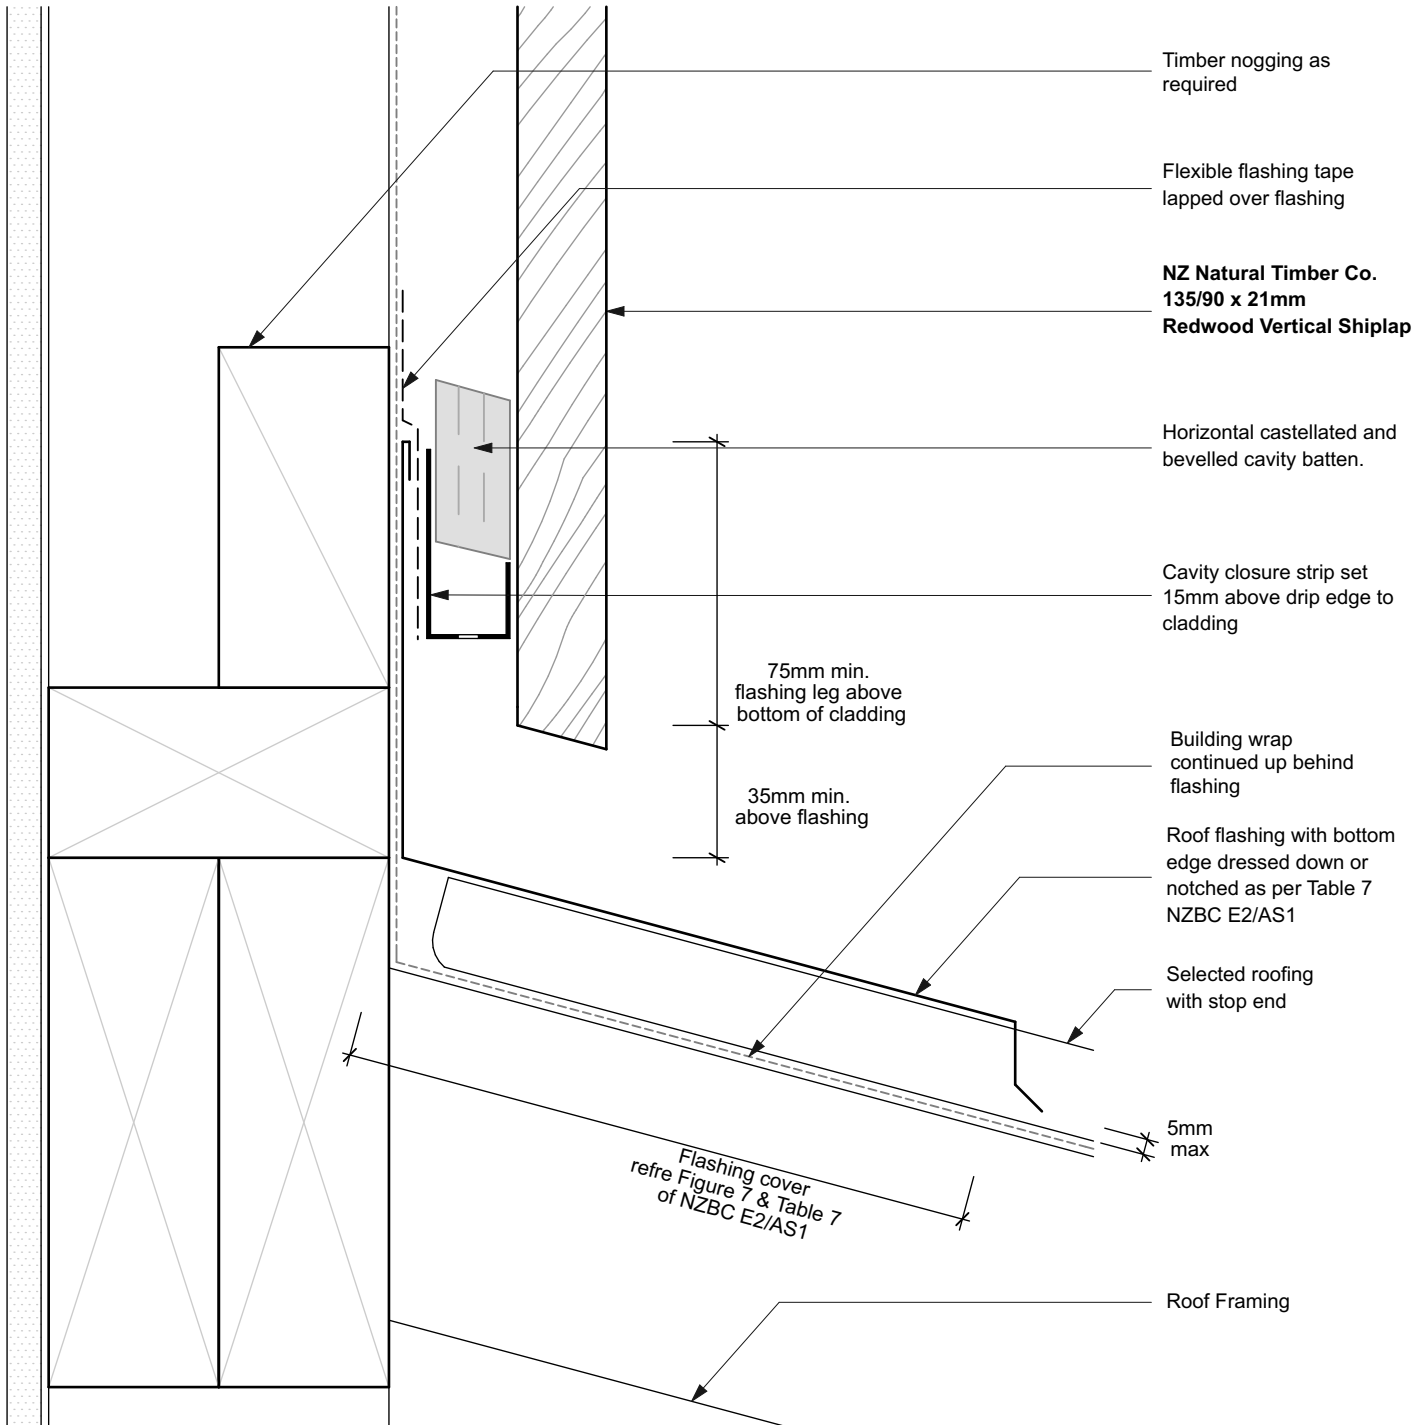 Timber nogging as
required
Flexible flashing tape
lapped over flashing
NZ Natural Timber Co.
135/90 x 21mm
Redwood Vertical Shiplap
Horizontal castellated and
bevelled cavity batten.
Cavity closure strip set
15mm above drip edge to
cladding
75mm min.
flashing leg above
bottom of cladding
35mm min.
above flashing
Building wrap
continued up behind
flashing
Roof flashing with bottom
edge dressed down or
notched as per Table 7
NZBC E2/AS1
Selected roofing
with stop end
5mm
max
Flashing cover
refre Figure 7 & Table 7
of NZBC E2/AS1
Roof Framing